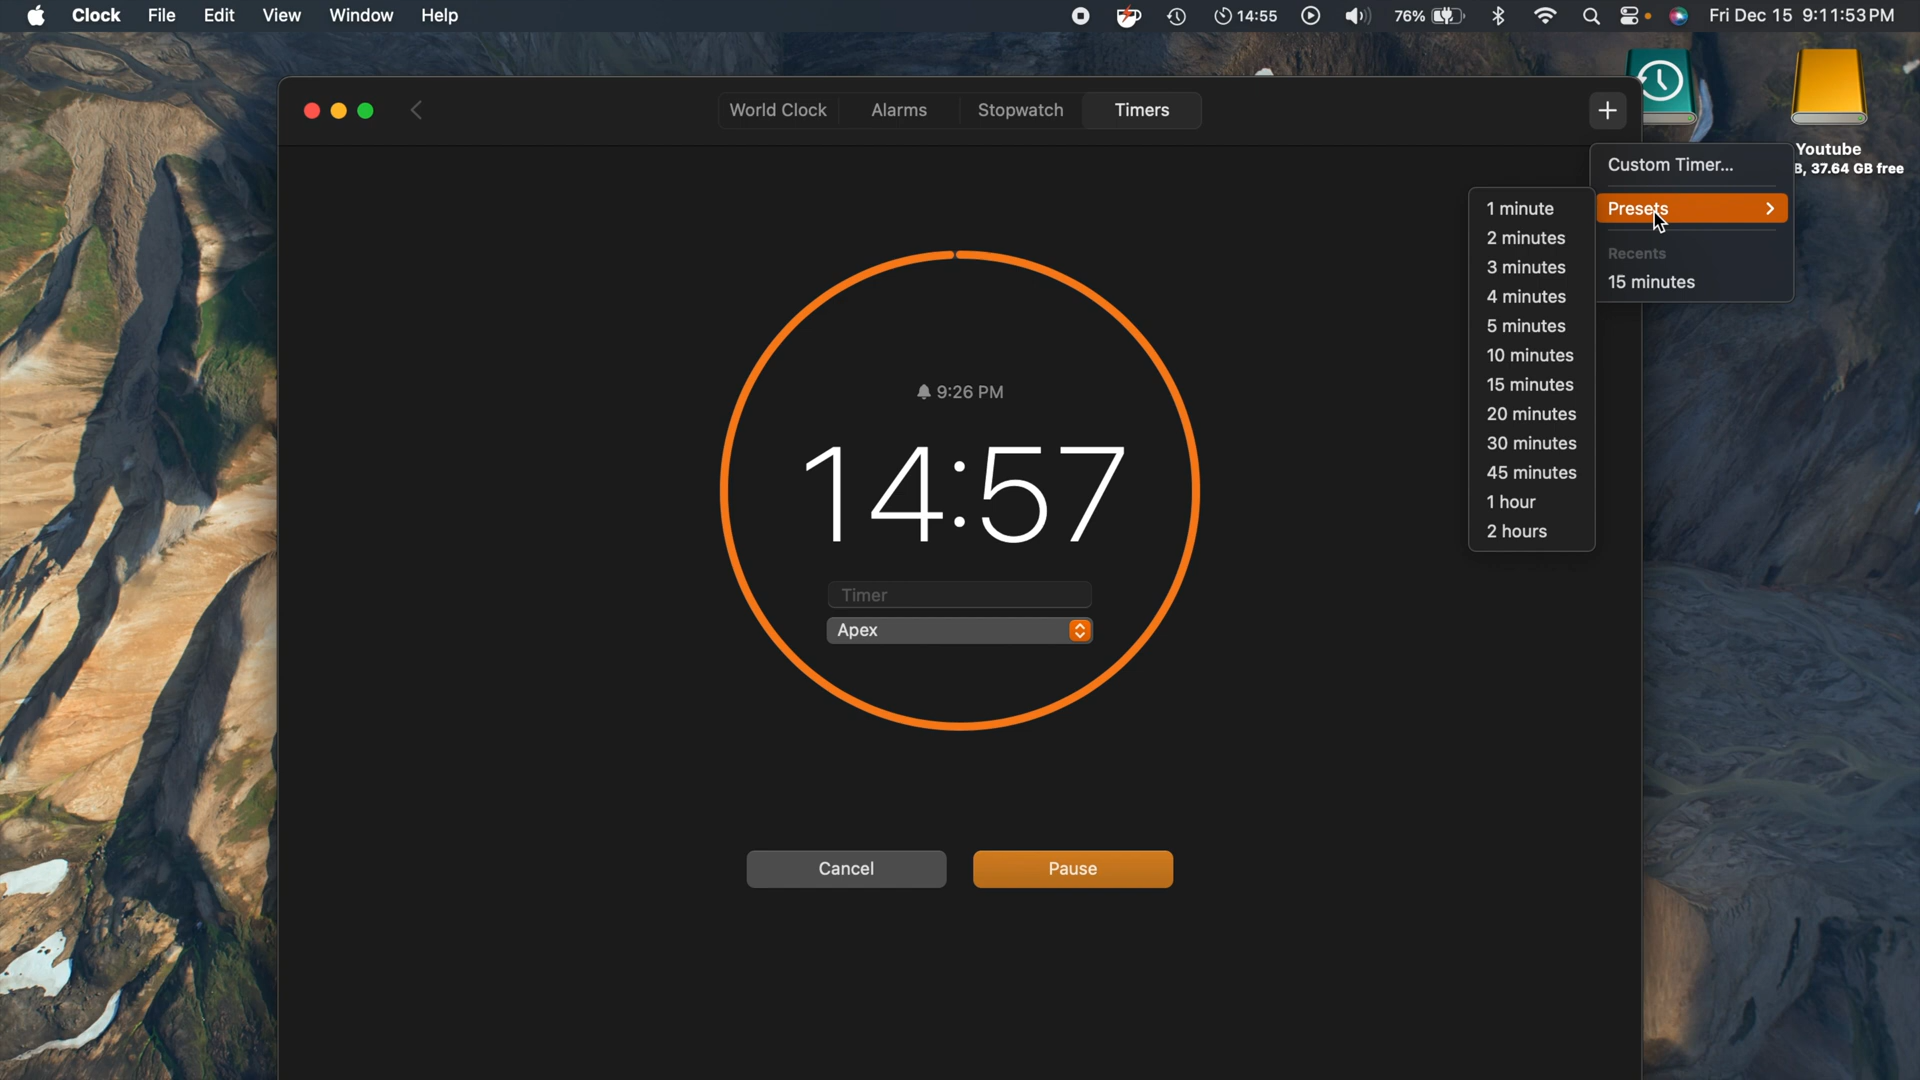 Clock File Edit View Window Help 14:55 76% Fri Dec 15 9:11:53 PM
World Clock Alarms Stopwatch Timers +
Youtube
B, 37.64 GB free
Custom Timer...
Presets
Recents
15 minutes
1 minute
2 minutes
3 minutes
4 minutes
5 minutes
10 minutes
15 minutes
20 minutes
30 minutes
45 minutes
1 hour
2 hours
9:26 PM
14:57
Timer
Apex
Cancel Pause